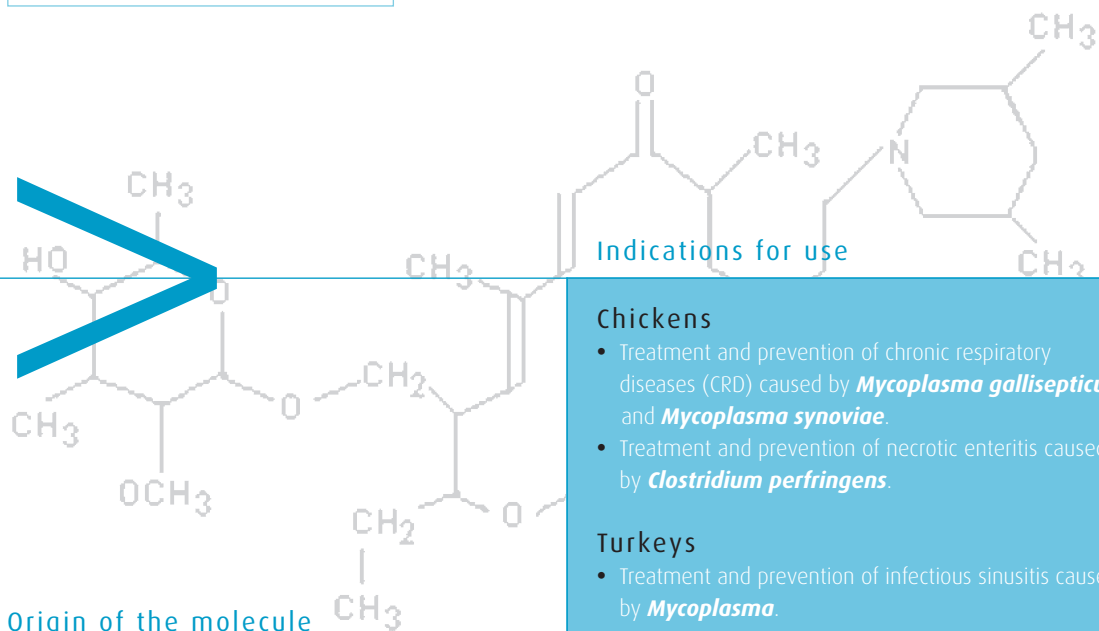 CH3
O
CH3
N
CH3
HO
CH3
CH3
O
CH2
O
CH3
OCH3
CH2
O
CH3
Indications for use
Chickens
• Treatment and prevention of chronic respiratory
diseases (CRD) caused by Mycoplasma gallisepticu
and Mycoplasma synoviae.
• Treatment and prevention of necrotic enteritis caused
by Clostridium perfringens.
Turkeys
• Treatment and prevention of infectious sinusitis cause
by Mycoplasma.
Origin of the molecule